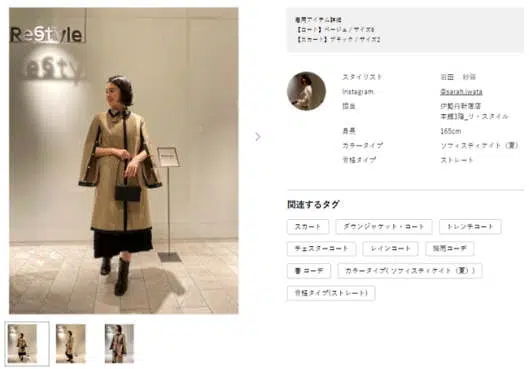 ReStyle
着用アイテム詳細
【コート】ベージュ / サイズ6
【スカート】ブラック / サイズ2
スタイリスト 岩田 紗弥
Instagram @sarah.iwata
担当 伊勢丹新宿店
本館3階_リ・スタイル
身長 165cm
カラータイプ ソフィスティケイト（夏）
骨格タイプ ストレート
関連するタグ
スカート ダウンジャケット・コート トレンチコート
チェスターコート レインコート 梅雨コーデ
春 コーデ カラータイプ( ソフィスティケイト（夏）)
骨格タイプ(ストレート)